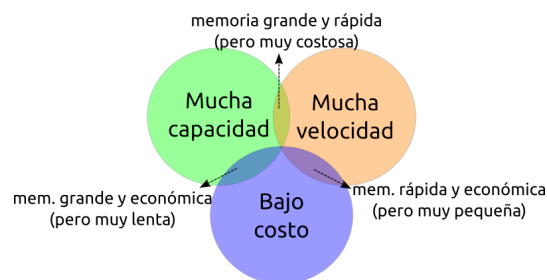 memoria grande y rápida
(pero muy costosa)
Mucha
capacidad
Mucha
velocidad
mem. grande y económica
(pero muy lenta)
Bajo
costo
mem. rápida y económica
(pero muy pequeña)